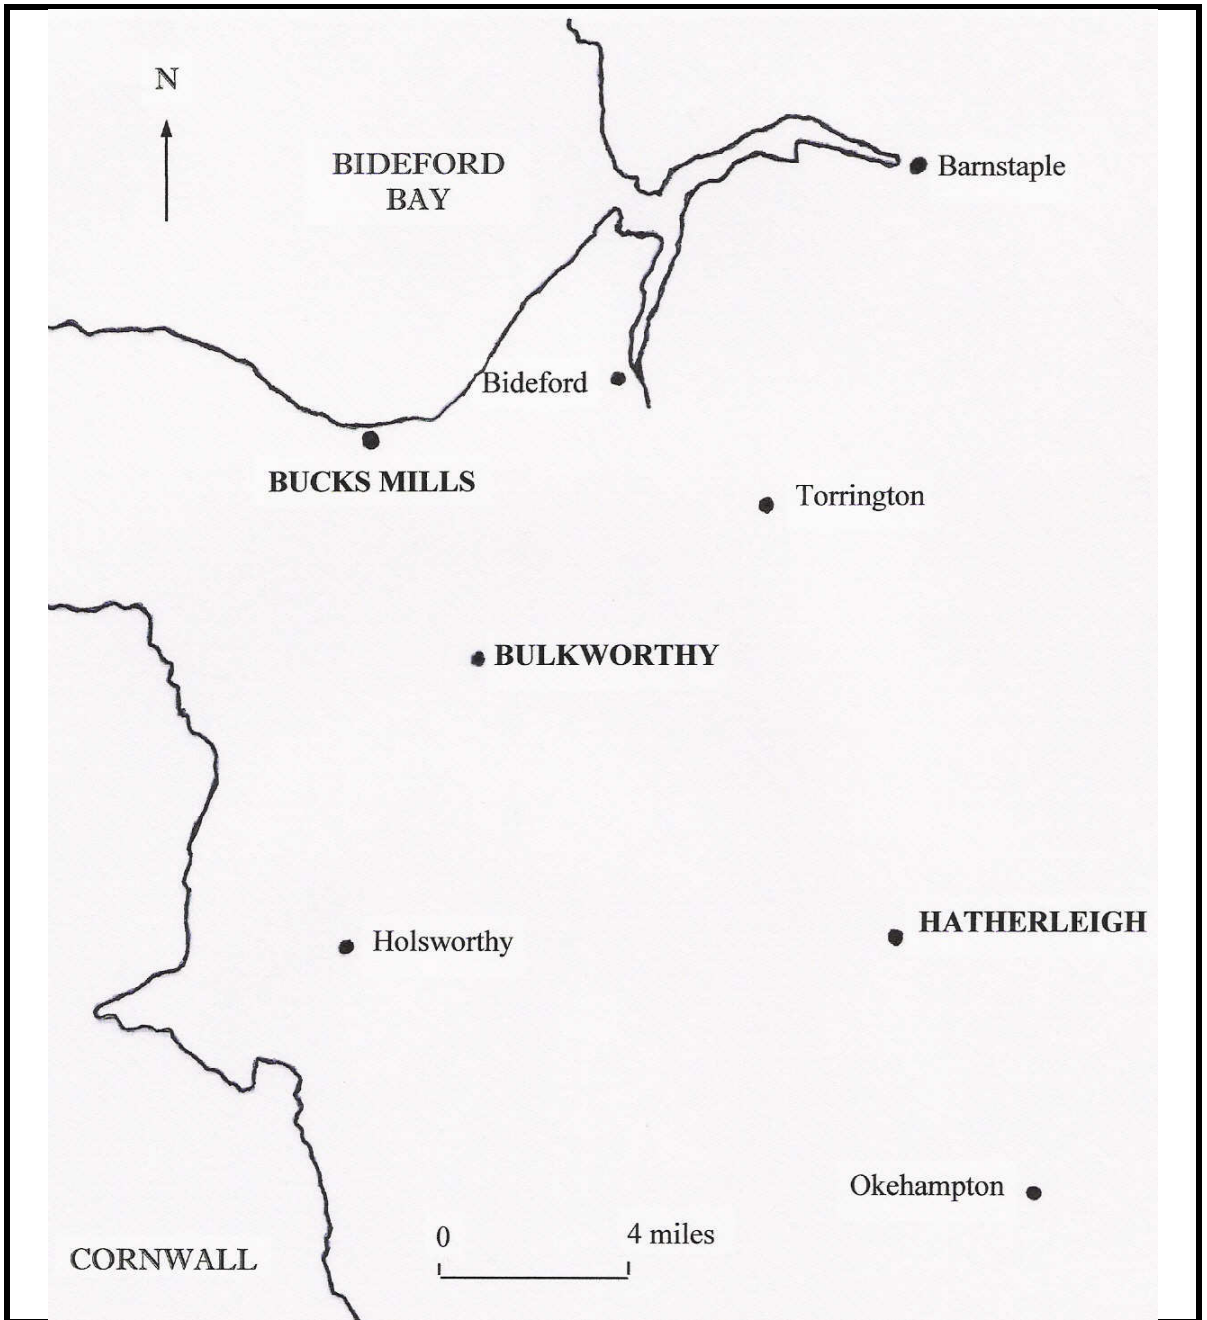 N
BIDEFORD
BAY
Barnstaple
Bideford
BUCKS MILLS
Torrington
BULKWORTHY
HATHERLEIGH
Holsworthy
Okehampton
0
4 miles
CORNWALL